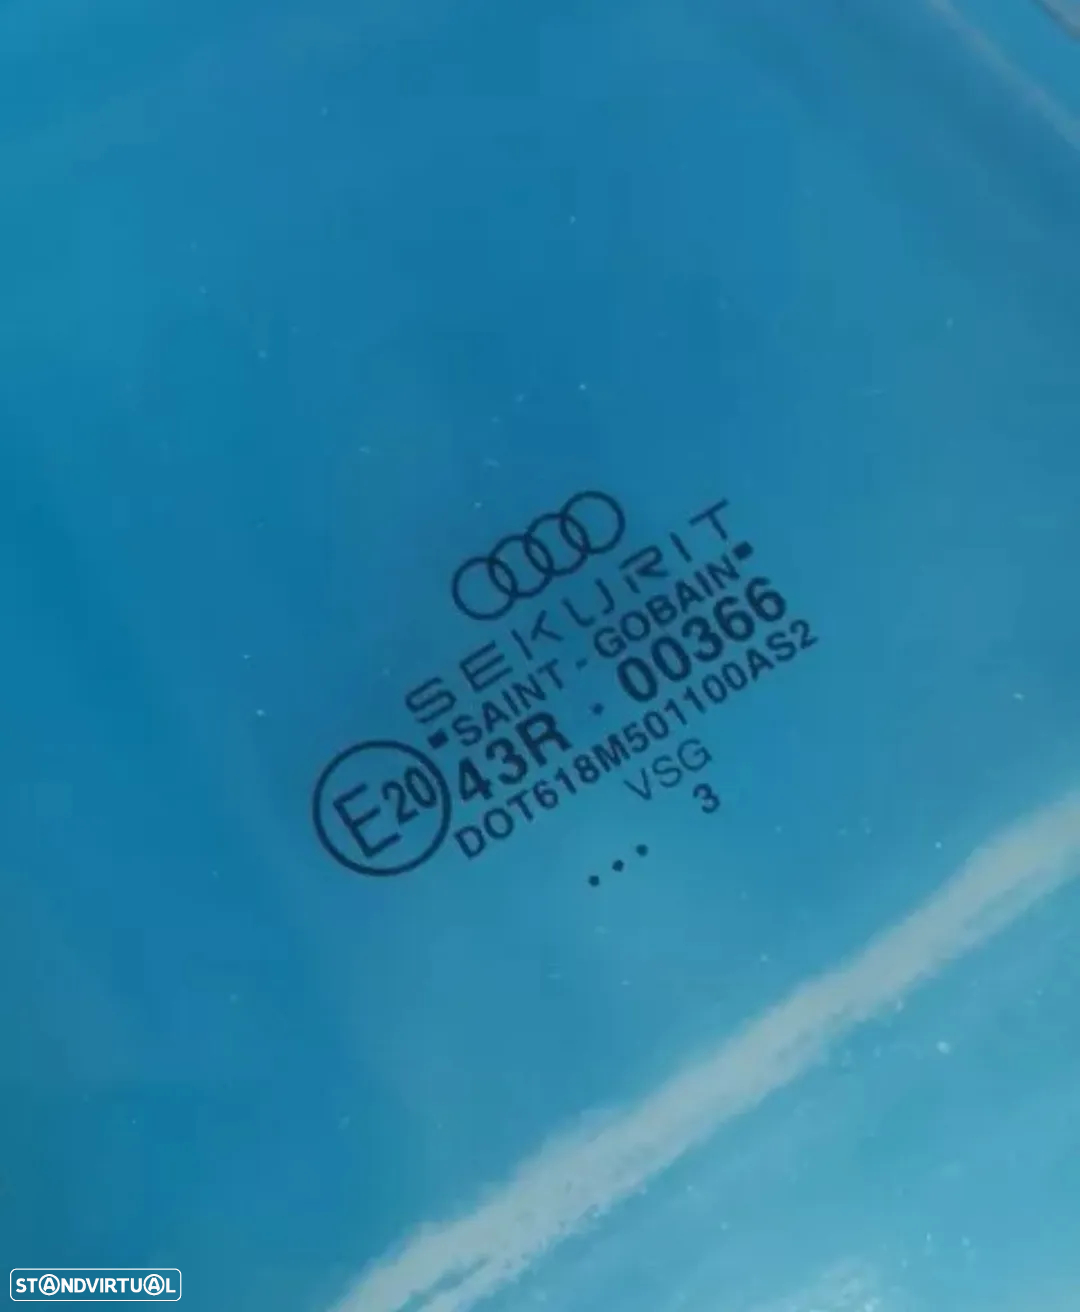 SEKURIT
SAINT-GOBAIN
E20 43R · 00366
DOT618M501100AS2
VSG
3
...
STANDVIRTUAL